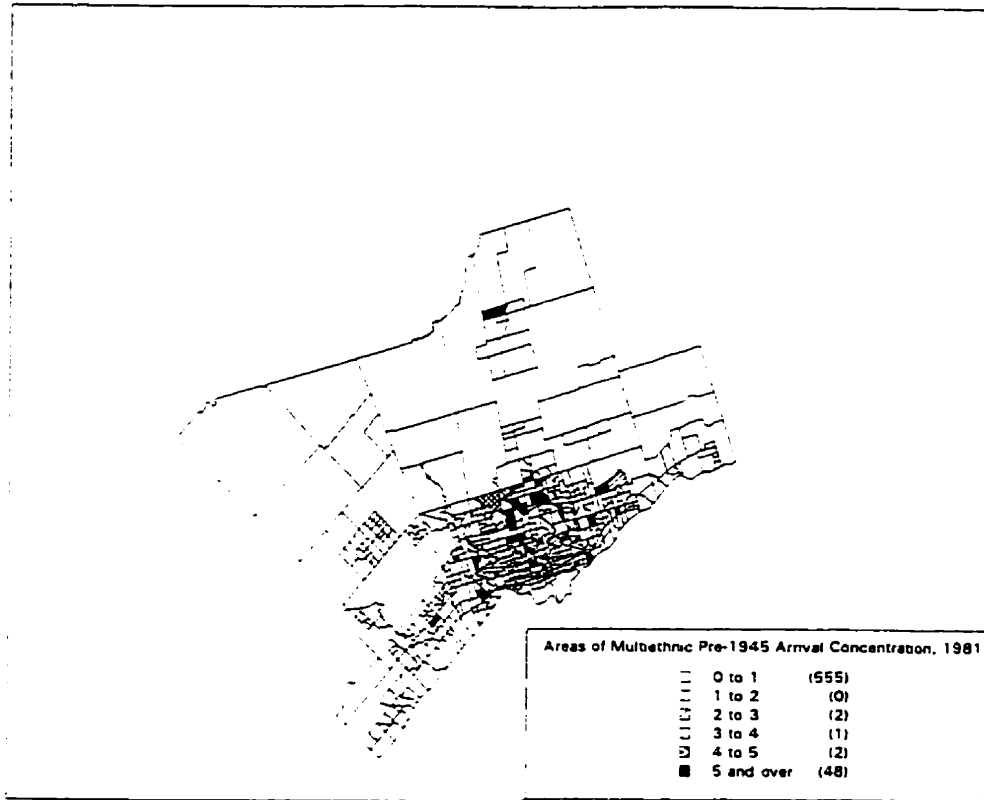 Areas of Multiethnic Pre-1945 Arrival Concentration, 1981
0 to 1 (555)
1 to 2 (0)
2 to 3 (2)
3 to 4 (1)
4 to 5 (2)
5 and over (48)